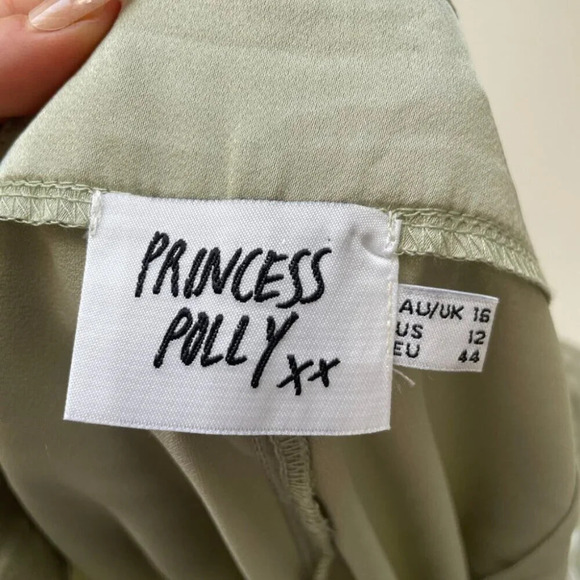 PRINCESS
POLLY xx
AU/UK 16
US 12
EU 44